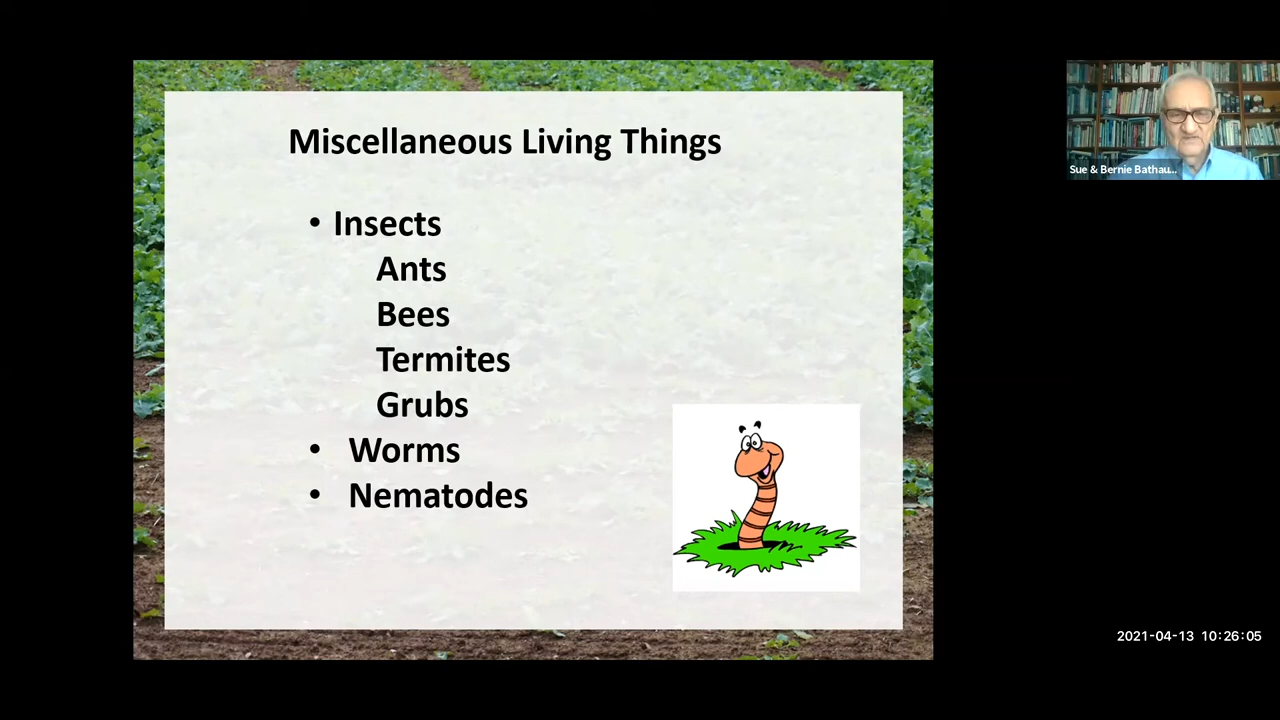 Miscellaneous Living Things
• Insects
Ants
Bees
Termites
Grubs
• Worms
• Nematodes
Sue & Bernie Bathau...
2021-04-13 10:26:05